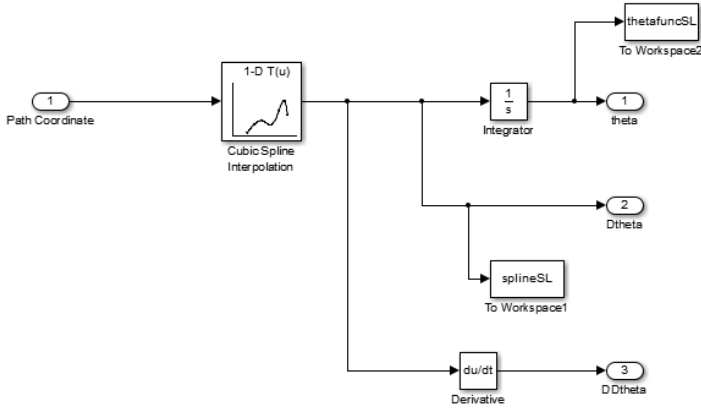 thetafuncSL
To Workspace2
1-D T(u)
1
Path Coordinate
Cubic Spline
Interpolation
1
s
Integrator
1
theta
2
Dtheta
splineSL
To Workspace1
du/dt
Derivative
3
DDtheta